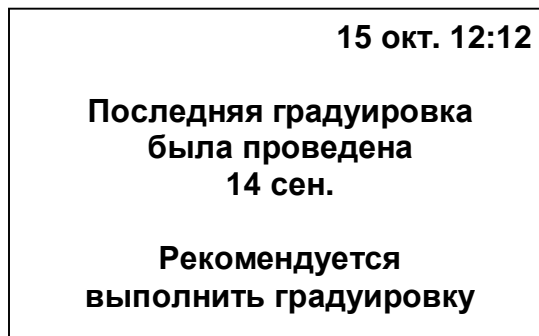 15 окт. 12:12
Последняя градуировка
была проведена
14 сен.
Рекомендуется
выполнить градуировку